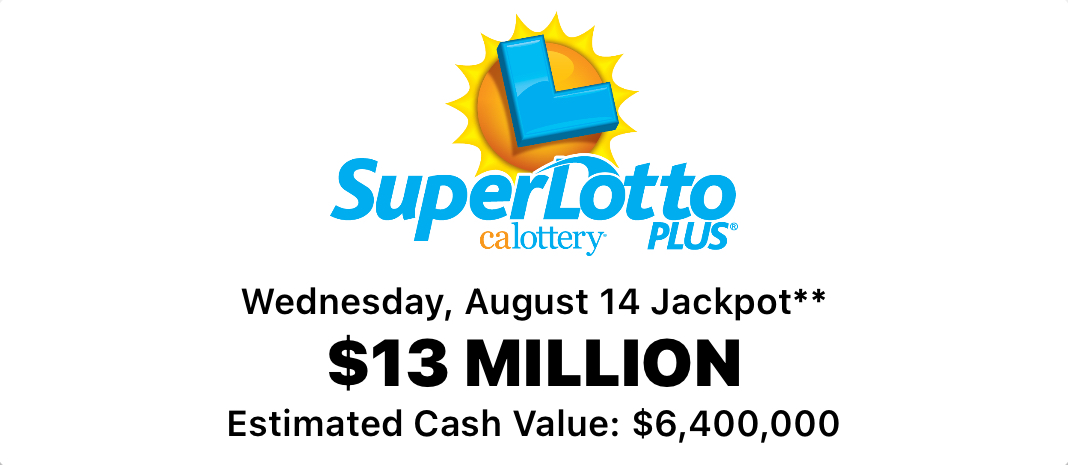 SuperLotto
PLUS®
calottery
Wednesday, August 14 Jackpot**
$13 MILLION
Estimated Cash Value: $6,400,000